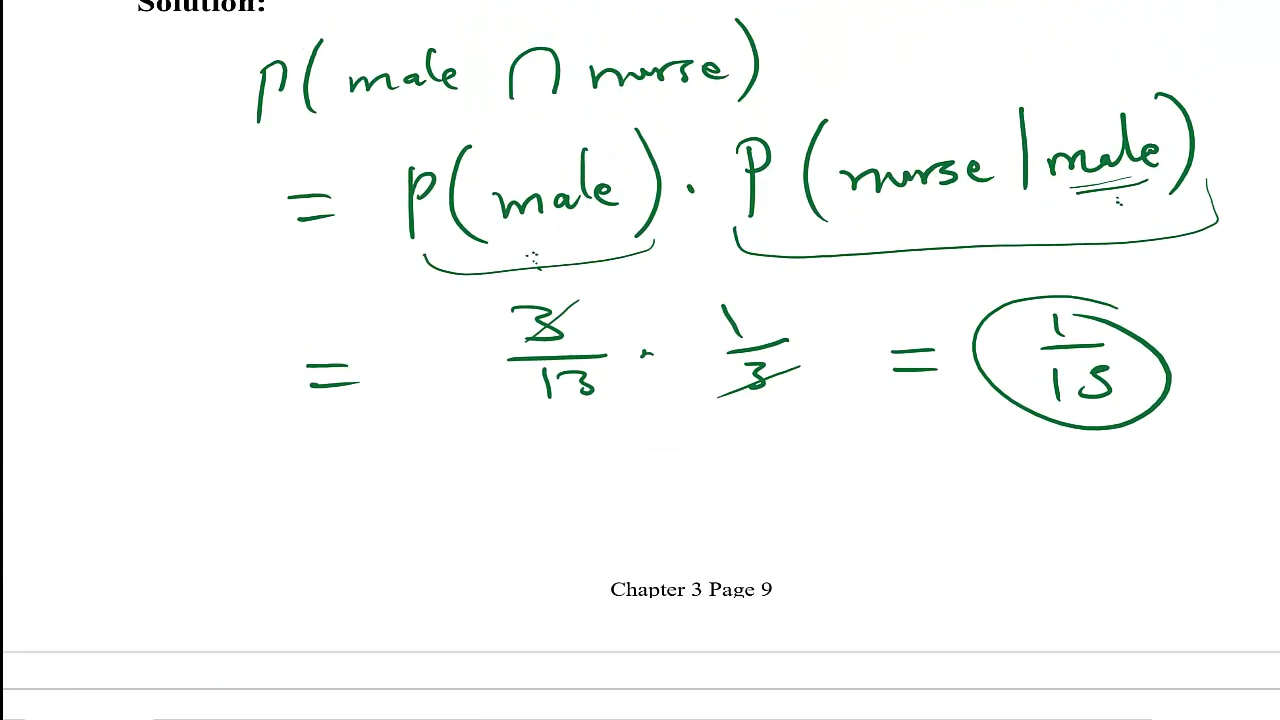 Solution:
P( male ∩ nurse )
= P( male ) · P( nurse | male )
= 3/13 · 1/3 = 1/13
Chapter 3 Page 9